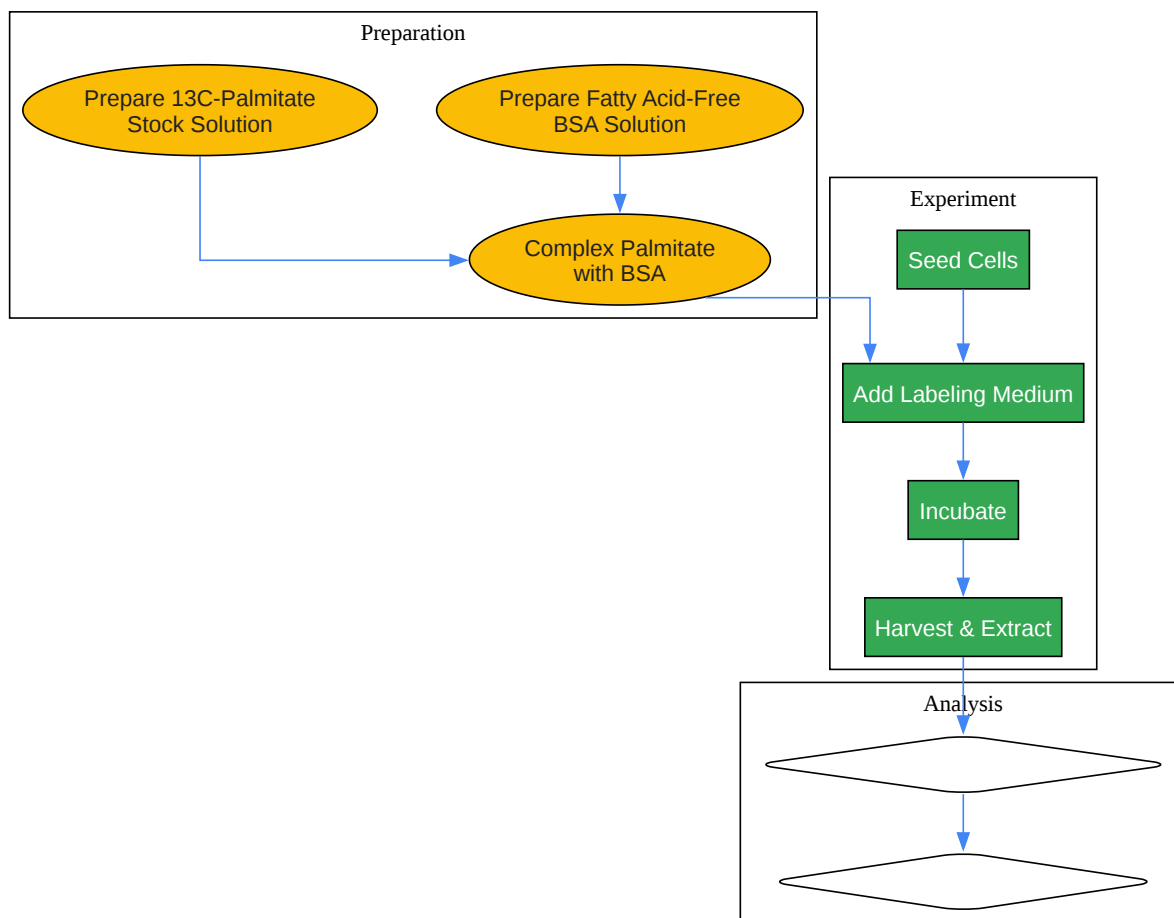 Preparation
Prepare 13C-Palmitate
Stock Solution
Prepare Fatty Acid-Free
BSA Solution
Complex Palmitate
with BSA
Experiment
Seed Cells
Add Labeling Medium
Incubate
Harvest & Extract
Analysis